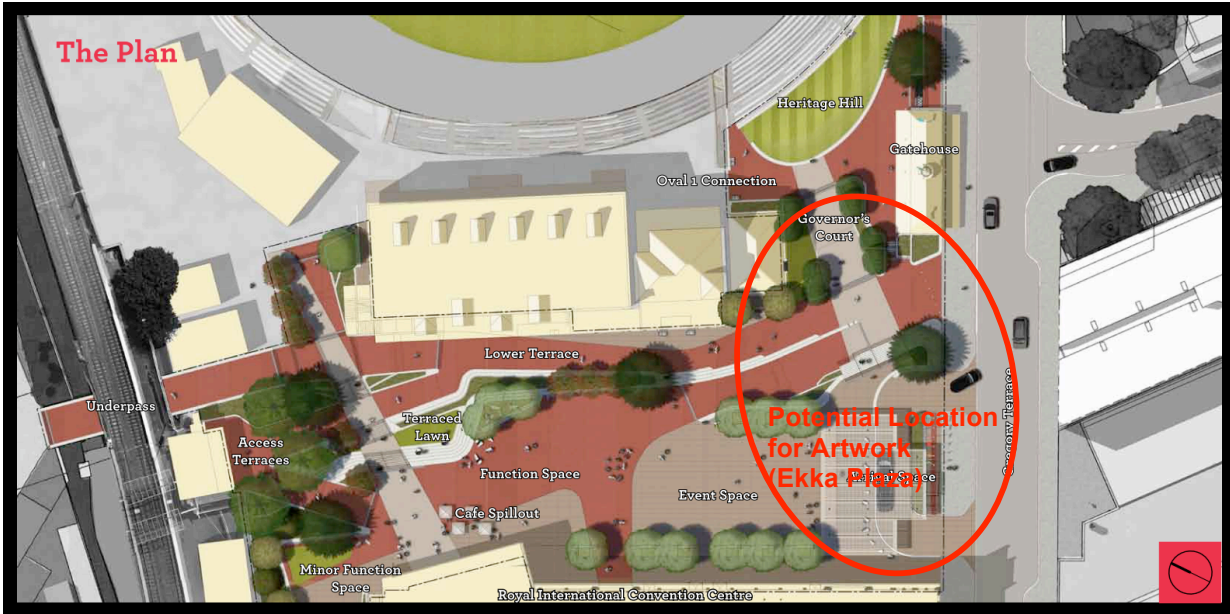 The Plan
Heritage Hill
Gatehouse
Oval 1 Connection
Governor's
Court
Lower Terrace
Underpass
Terraced
Lawn
Access
Terraces
Function Space
Event Space
Cafe Spillout
Minor Function
Space
Royal International Convention Centre
Potential Location
for Artwork
(Ekka Plaza)
Arrival Space
Gregory Terrace